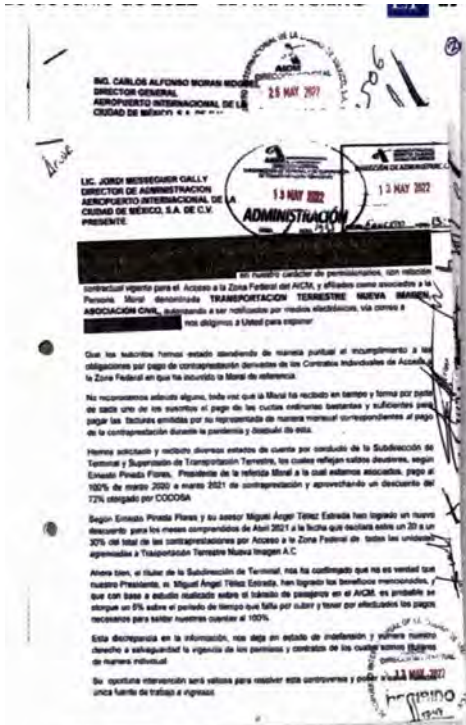 ING. CARLOS ALFONSO MORAN
DIRECTOR GENERAL
AEROPUERTO INTERNACIONAL DE LA
CIUDAD DE MÉXICO, S.A. DE C.V.
25 MAY 2022
506
LIC. JORDI MESSEGUER GALLY
DIRECTOR DE ADMINISTRACION
AEROPUERTO INTERNACIONAL DE LA
CIUDAD DE MÉXICO, S.A. DE C.V.
PRESENTE
13 MAY 2022
ADMINISTRACIÓN
13 MAY 2022
en nuestro carácter de permisionarios, con relación
contractual vigente para el Acceso a la Zona Federal del AICM, y afiliados como asociados a la
Persona Moral denominada TRANSPORTACION TERRESTRE NUEVA IMAGEN,
ASOCIACIÓN CIVIL, autorizando a ser notificados por medios electrónicos, vía correo a
nos dirigimos a Usted para exponer:
Que los suscritos hemos estado atendiendo de manera puntual el incumplimiento a las
obligaciones por pago de contraprestación derivadas de los Contratos Individuales de Acceso a
la Zona Federal en que ha incurrido la Moral de referencia.
No reconocemos adeudo alguno, toda vez que la Moral ha recibido en tiempo y forma por parte
de cada uno de los suscritos el pago de las cuotas ordinarias bastantes y suficientes para
pagar las facturas emitidas por su representada de manera mensual correspondientes al pago
de la contraprestación durante la pandemia y después de esta.
Hemos solicitado y recibido diversos estados de cuenta por conducto de la Subdirección de
Terminal y Supervisión de Transportación Terrestre, los cuales reflejan saldos deudores, según
Ernesto Pineda Flores, Presidente de la referida Moral a la cual estamos asociados, pago al
100% de marzo 2020 a marzo 2021 de contraprestación y aprovechando un descuento del
72% otorgado por COCOSA
Según Ernesto Pineda Flores y su asesor Miguel Ángel Téllez Estrada han logrado un nuevo
descuento para los meses comprendidos de Abril 2021 a la fecha que oscilara entre un 20 a un
30% del total de las contraprestaciones por Acceso a la Zona Federal de todas las unidades
agremiadas a Trasportación Terrestre Nueva Imagen A.C
Ahora bien, el titular de la Subdirección de Terminal, nos ha confirmado que no es verdad que
nuestro Presidente, ni Miguel Ángel Téllez Estrada, han logrado los beneficios mencionados, y
que con base a estudio realizado sobre el tránsito de pasajeros en el AICM, es probable se
otorgue un 5% sobre el periodo de tiempo que falta por cubrir y tener por efectuados los pagos
necesarios para saldar nuestras cuentas al 100%.
Esta discrepancia en la información, nos deja en estado de indefensión y vulnera nuestro
derecho a salvaguardar la vigencia de los permisos y contratos de los cuales somos titulares
de manera individual.
Su oportuna intervención será valiosa para resolver esta controversia y poder
única fuente de trabajo e ingresos.
13 MAY 2022
RECIBIDO